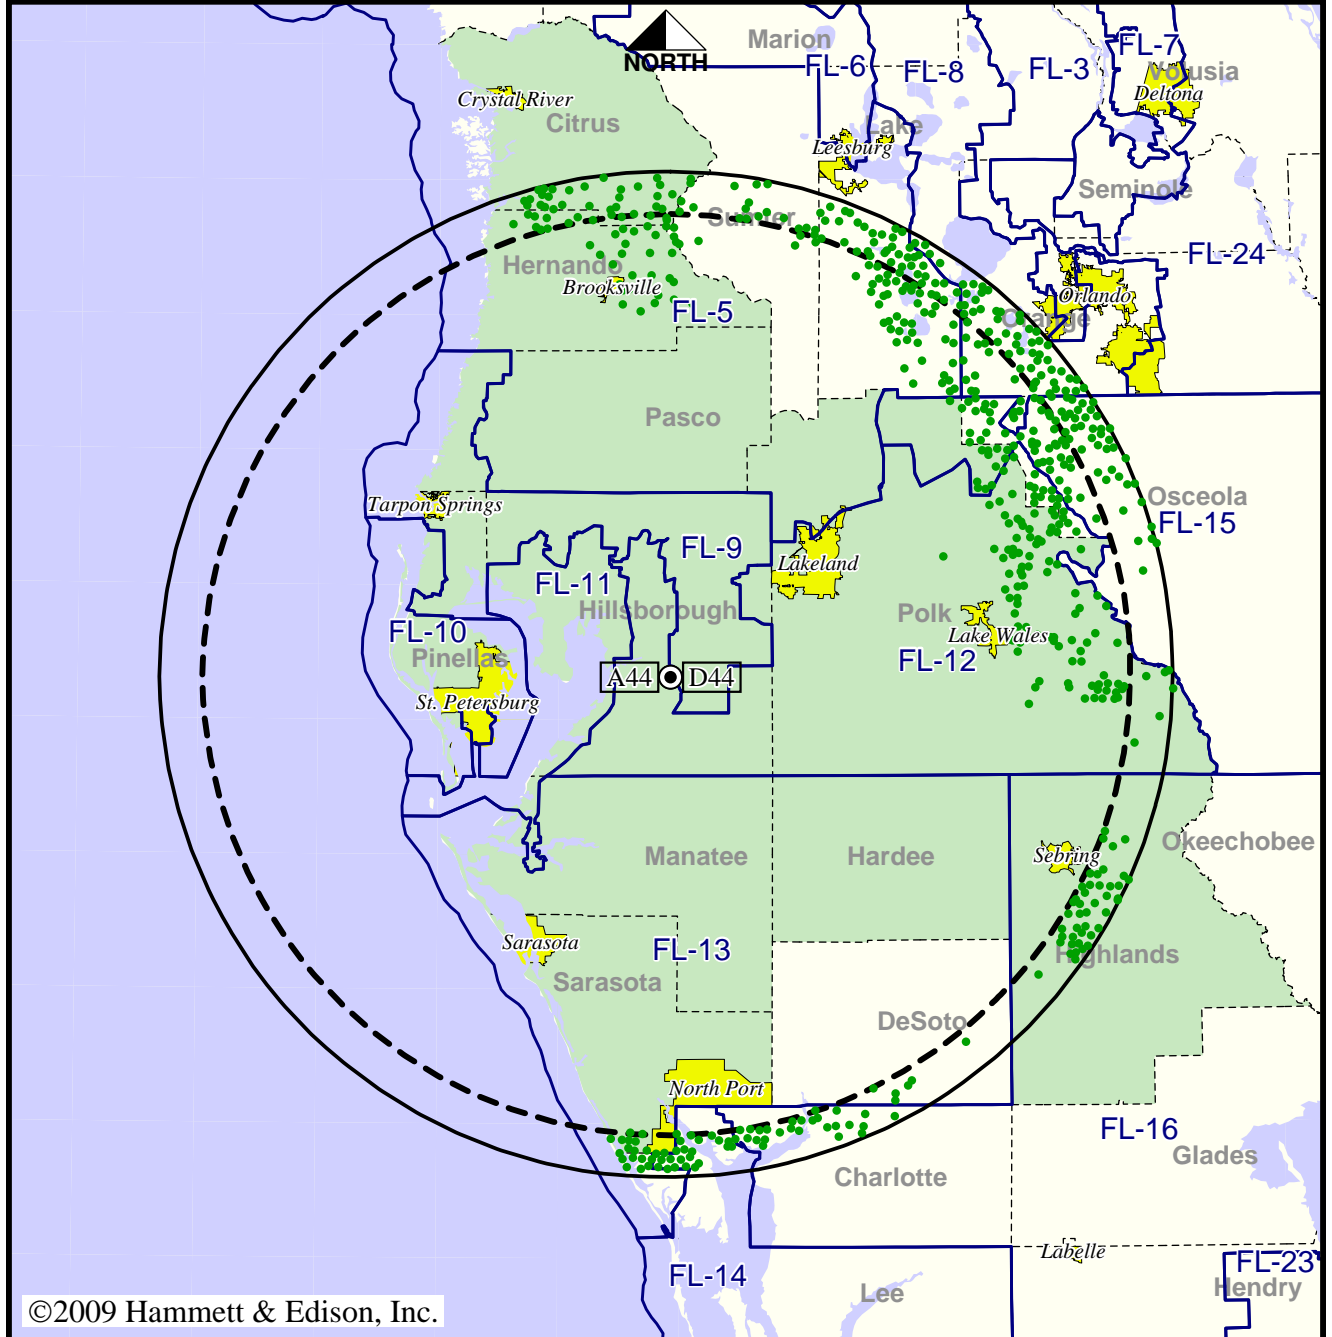 Marion
FL-7
NORTH
FL-6
FL-8
FL-3
Volusia
Crystal River
Deltona
Citrus
Lake
Leesburg
Seminole
Sumter
FL-24
Hernando
Brooksville
Orlando
FL-5
Orange
Pasco
Tarpon Springs
Osceola
FL-15
FL-9
Lakeland
FL-11
Hillsborough
Polk
FL-10
Lake Wales
Pinellas
FL-12
A44
D44
St. Petersburg
Manatee
Hardee
Sebring
Okeechobee
Sarasota
FL-13
Highlands
Sarasota
DeSoto
North Port
FL-16
Glades
Charlotte
Labelle
FL-14
FL-23
Lee
Hendry
©2009 Hammett & Edison, Inc.